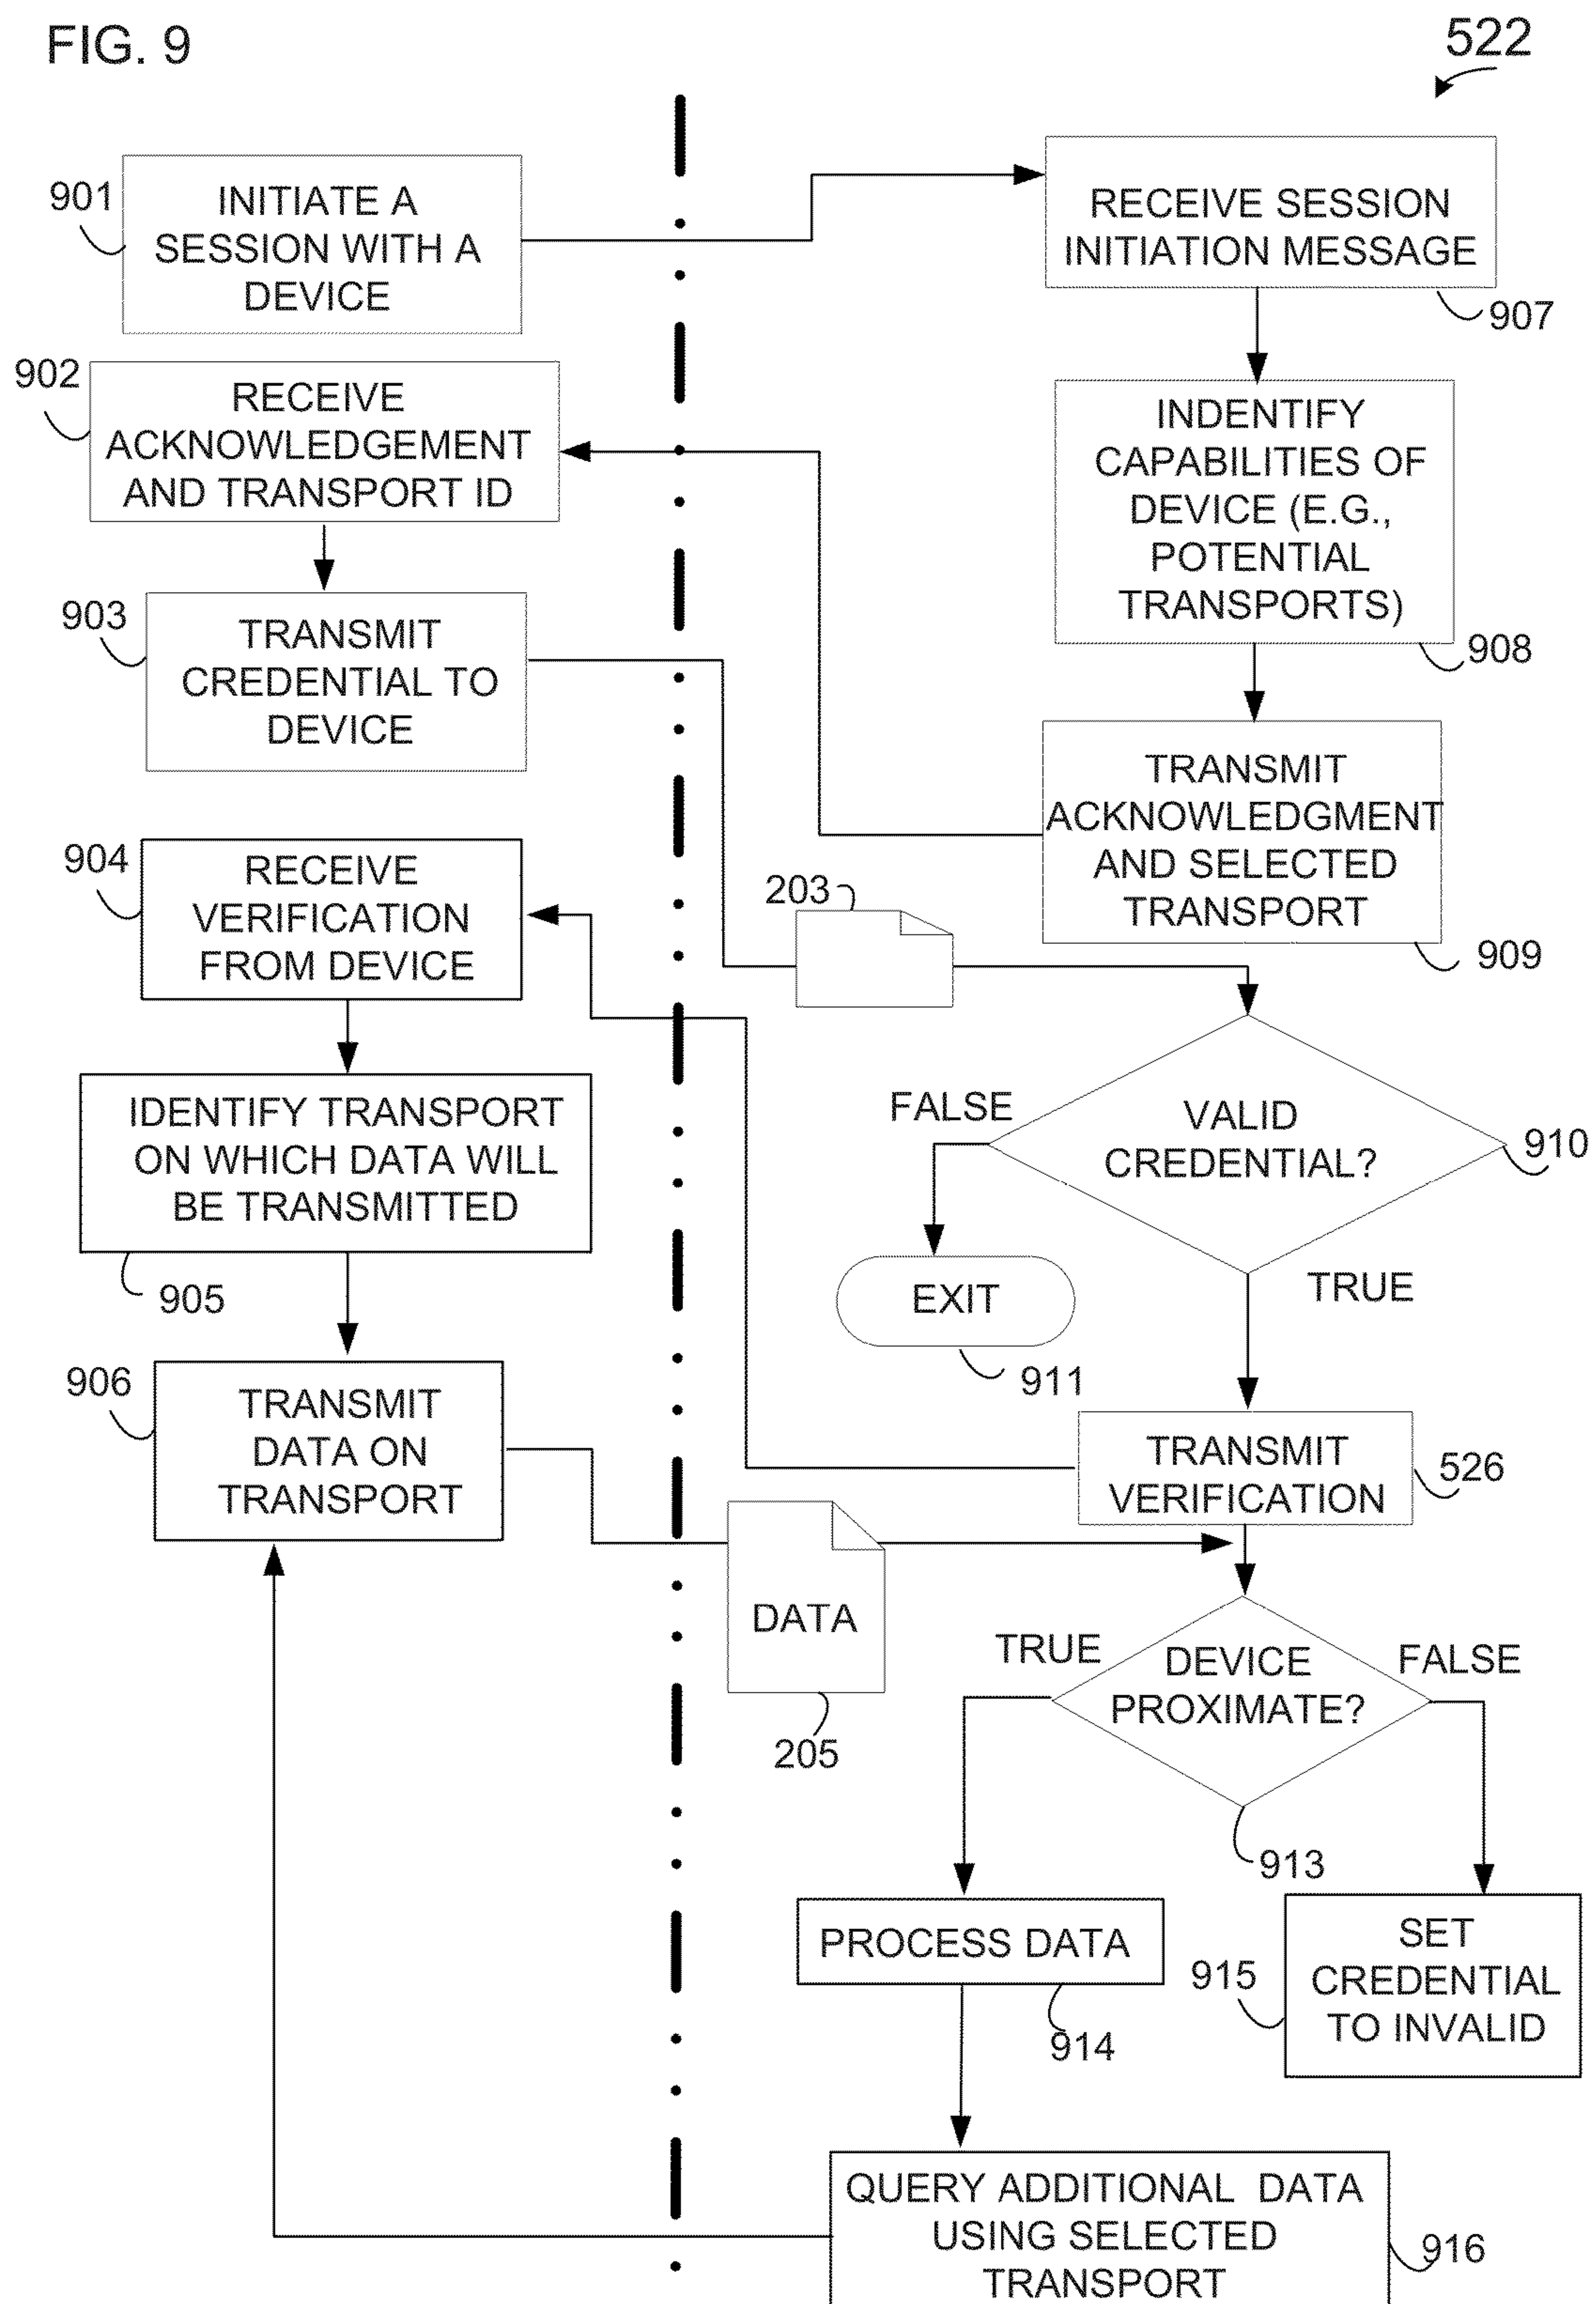 FIG. 9
522
901
INITIATE A
SESSION WITH A
DEVICE
RECEIVE SESSION
INITIATION MESSAGE
907
902
RECEIVE
ACKNOWLEDGEMENT
AND TRANSPORT ID
INDENTIFY
CAPABILITIES OF
DEVICE (E.G.,
POTENTIAL
TRANSPORTS)
908
903
TRANSMIT
CREDENTIAL TO
DEVICE
TRANSMIT
ACKNOWLEDGMENT
AND SELECTED
TRANSPORT
909
904
RECEIVE
VERIFICATION
FROM DEVICE
203
IDENTIFY TRANSPORT
ON WHICH DATA WILL
BE TRANSMITTED
905
FALSE
VALID
CREDENTIAL?
910
TRUE
EXIT
911
906
TRANSMIT
DATA ON
TRANSPORT
TRANSMIT
VERIFICATION
526
DATA
205
TRUE
DEVICE
PROXIMATE?
FALSE
913
PROCESS DATA
914
915
SET
CREDENTIAL
TO INVALID
QUERY ADDITIONAL DATA
USING SELECTED
TRANSPORT
916